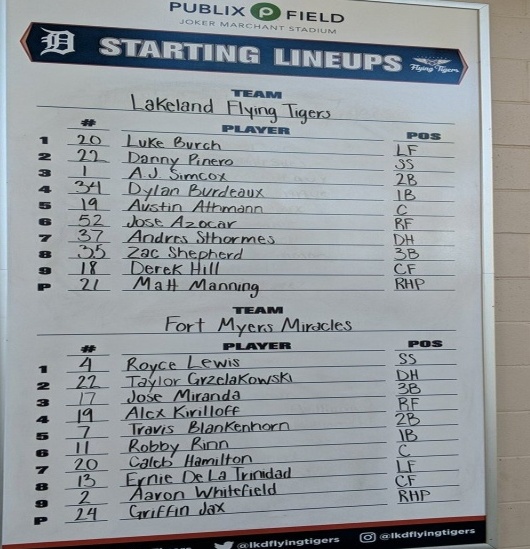 PUBLIX P FIELD
JOKER MARCHANT STADIUM
D STARTING LINEUPS Flying Tigers
TEAM
Lakeland Flying Tigers
# PLAYER POS
1 20 Luke Burch LF
2 22 Danny Pinero SS
3 1 A.J. Simcox 2B
4 34 Dylan Burdeaux 1B
5 19 Austin Athmann C
6 52 Jose Azocar RF
7 37 Andres Sthormes DH
8 35 Zac Shepherd 3B
9 18 Derek Hill CF
P 21 Matt Manning RHP
TEAM
Fort Myers Miracles
# PLAYER POS
1 4 Royce Lewis SS
2 22 Taylor Grzelakowski DH
3 17 Jose Miranda 3B
4 19 Alex Kirilloff RF
5 7 Travis Blankenhorn 2B
6 11 Robby Rinn 1B
7 20 Caleb Hamilton C
8 13 Ernie De La Trinidad LF
9 2 Aaron Whitefield CF
P 24 Griffin Jax RHP
@lkdflyingtigers @lkdflyingtigers